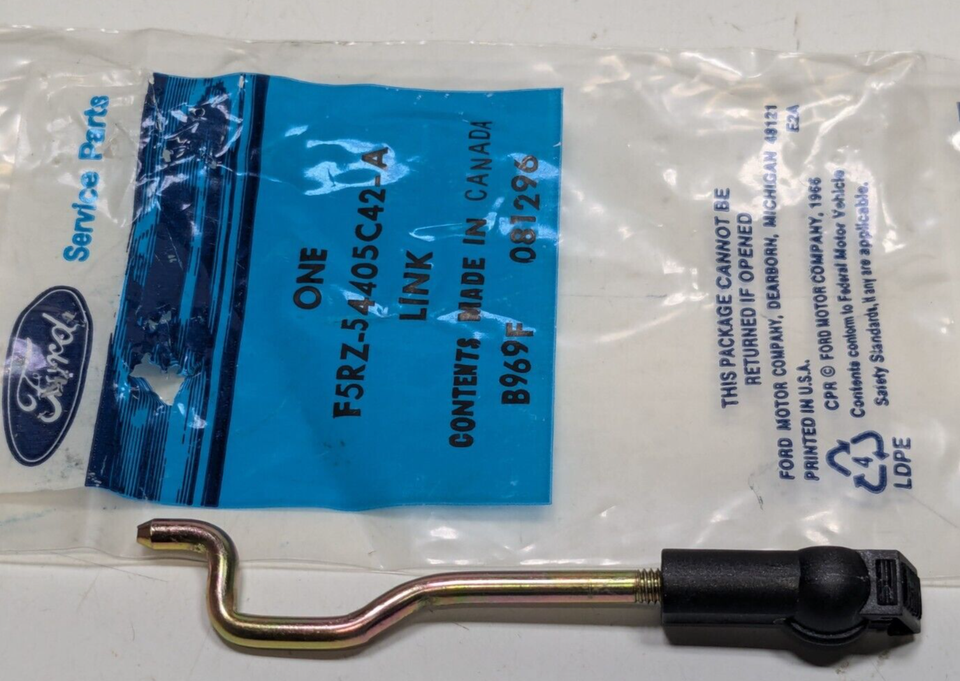 Ford
Service Parts
ONE
F5RZ-54405C42-A
LINK
CONTENTS MADE IN CANADA
B969F 081296
THIS PACKAGE CANNOT BE
RETURNED IF OPENED
FORD MOTOR COMPANY, DEARBORN, MICHIGAN 48121
PRINTED IN U.S.A. E2A
CPR © FORD MOTOR COMPANY, 1966
Contents conform to Federal Motor Vehicle
Safety Standards, if any are applicable.
4
LDPE